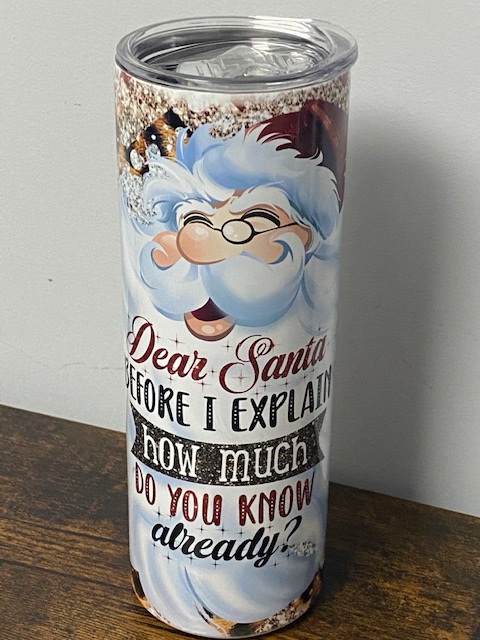 Dear Santa
BEFORE I EXPLAIN
how much
DO YOU KNOW
already?